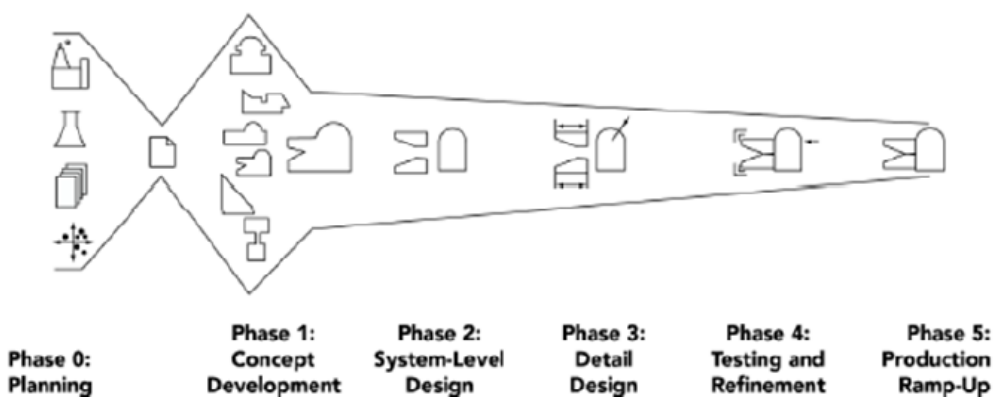 Phase 0:
Planning
Phase 1:
Concept
Development
Phase 2:
System-Level
Design
Phase 3:
Detail
Design
Phase 4:
Testing and
Refinement
Phase 5:
Production
Ramp-Up